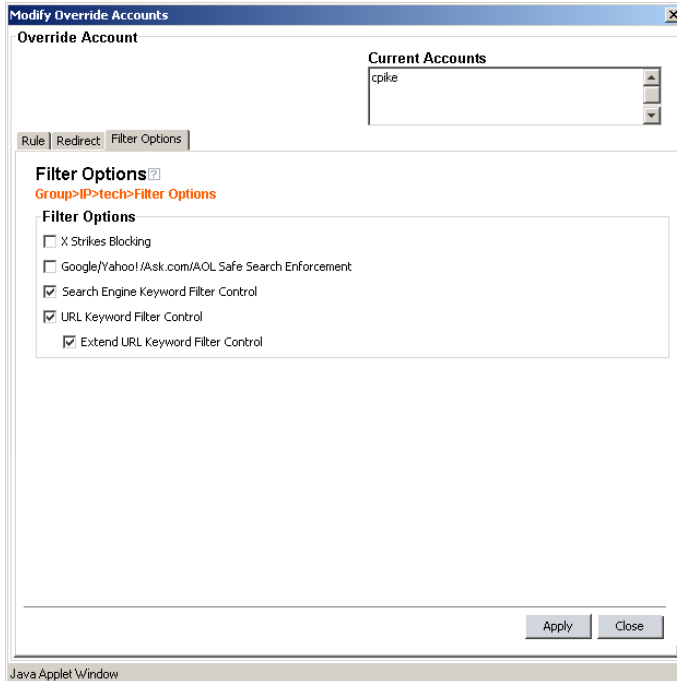 Modify Override Accounts
Override Account
Current Accounts
cpike
Rule Redirect Filter Options
Filter Options?
Group>IP>tech>Filter Options
Filter Options
X Strikes Blocking
Google/Yahoo!/Ask.com/AOL Safe Search Enforcement
Search Engine Keyword Filter Control
URL Keyword Filter Control
Extend URL Keyword Filter Control
Apply Close
Java Applet Window